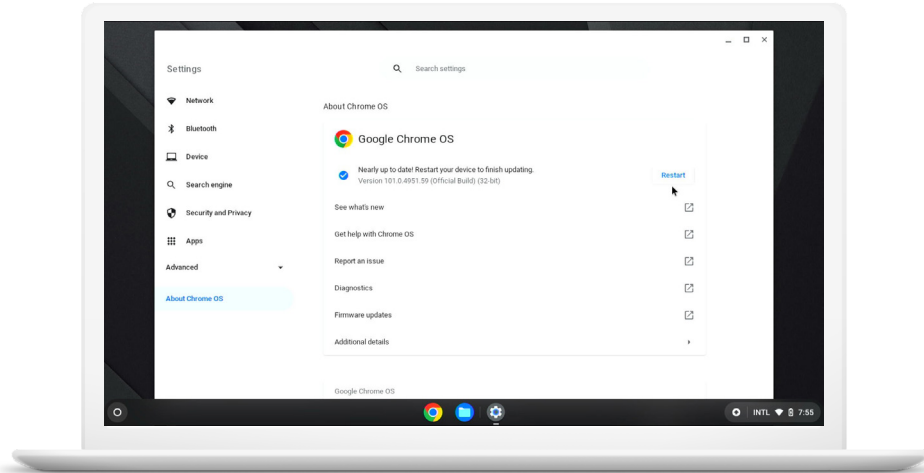 Settings
Search settings
Network
Bluetooth
Device
Search engine
Security and Privacy
Apps
Advanced
About Chrome OS
About Chrome OS
Google Chrome OS
Nearly up to date! Restart your device to finish updating.
Version 101.0.4951.59 (Official Build) (32-bit)
Restart
See what's new
Get help with Chrome OS
Report an issue
Diagnostics
Firmware updates
Additional details
Google Chrome OS
INTL 7:55